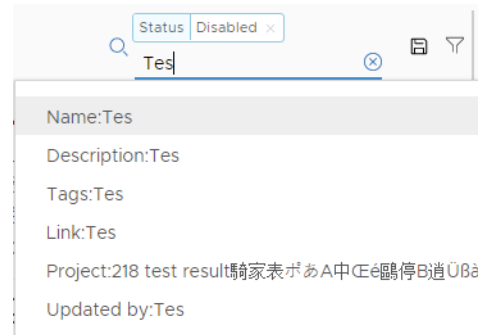 Status Disabled ×
Tes
Name:Tes
Description:Tes
Tags:Tes
Link:Tes
Project:218 test result騎家表ポあA中Œé鷗停B逍Üßà
Updated by:Tes